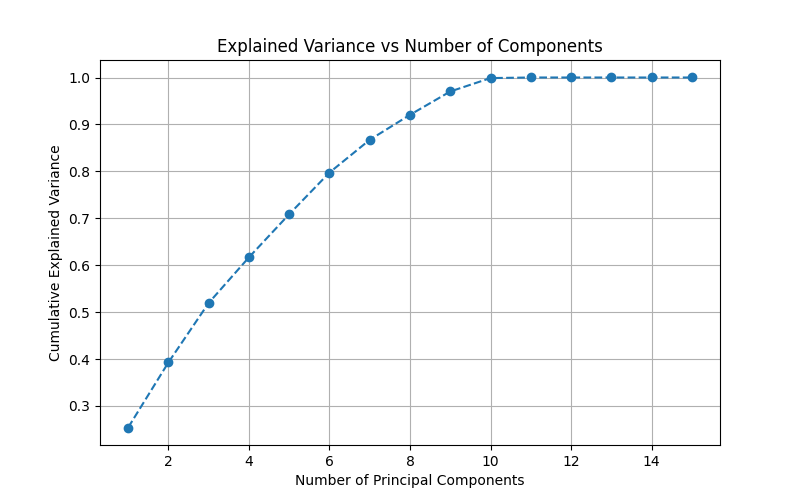 Explained Variance vs Number of Components
Cumulative Explained Variance
1.0
0.9
0.8
0.7
0.6
0.5
0.4
0.3
2 4 6 8 10 12 14
Number of Principal Components